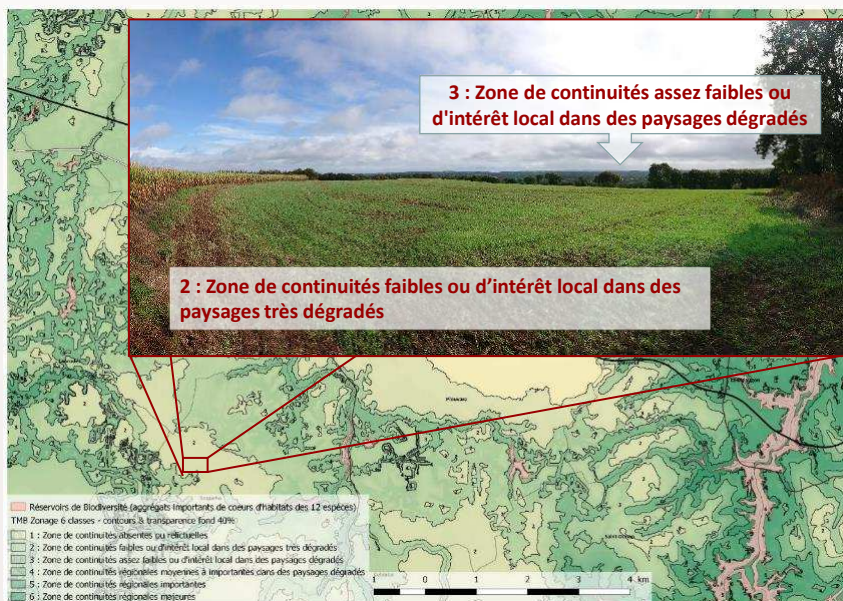 3 : Zone de continuités assez faibles ou
d'intérêt local dans des paysages dégradés
2 : Zone de continuités faibles ou d’intérêt local dans des
paysages très dégradés
Réservoirs de Biodiversité (aggrégats importants de coeurs d'habitats des 12 espèces)
TMB Zonage 6 classes - contours & transparence fond 40%
1 : Zone de continuités absentes ou relictuelles
2 : Zone de continuités faibles ou d'intérêt local dans des paysages très dégradés
3 : Zone de continuités assez faibles ou d'intérêt local dans des paysages dégradés
4 : Zone de continuités régionales moyennes à importantes dans des paysages dégradés
5 : Zone de continuités régionales importantes
6 : Zone de continuités régionales majeures
1 0 1 2 3 4 km